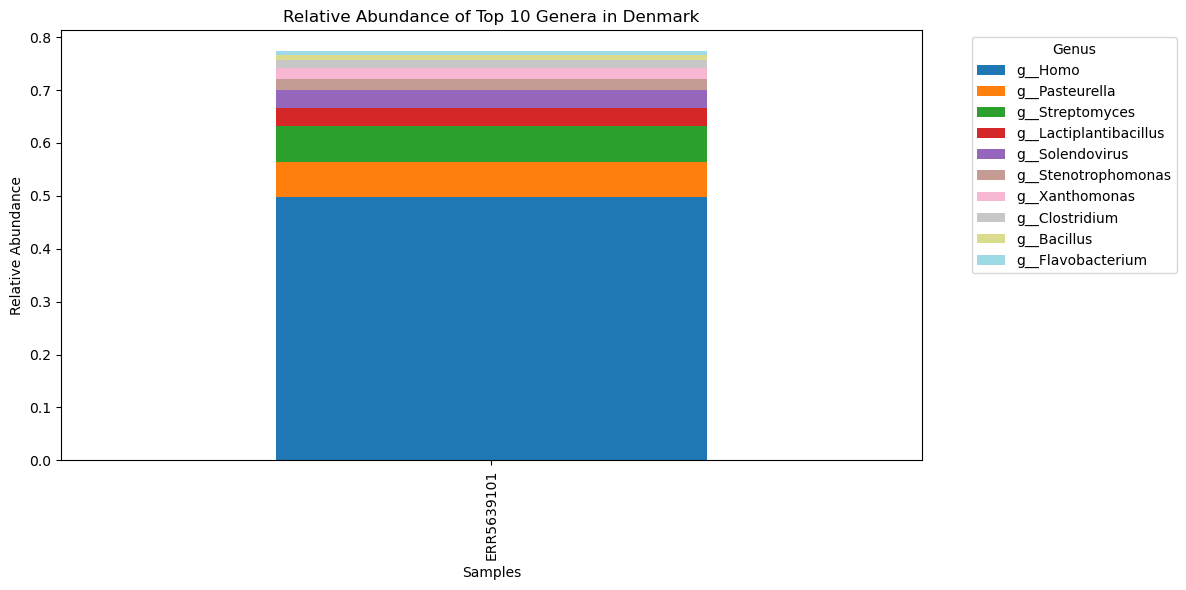 Relative Abundance of Top 10 Genera in Denmark
0.8
0.7
0.6
0.5
0.4
0.3
0.2
0.1
0.0
Relative Abundance
ERR5639101
Samples
Genus
g__Homo
g__Pasteurella
g__Streptomyces
g__Lactiplantibacillus
g__Solendovirus
g__Stenotrophomonas
g__Xanthomonas
g__Clostridium
g__Bacillus
g__Flavobacterium